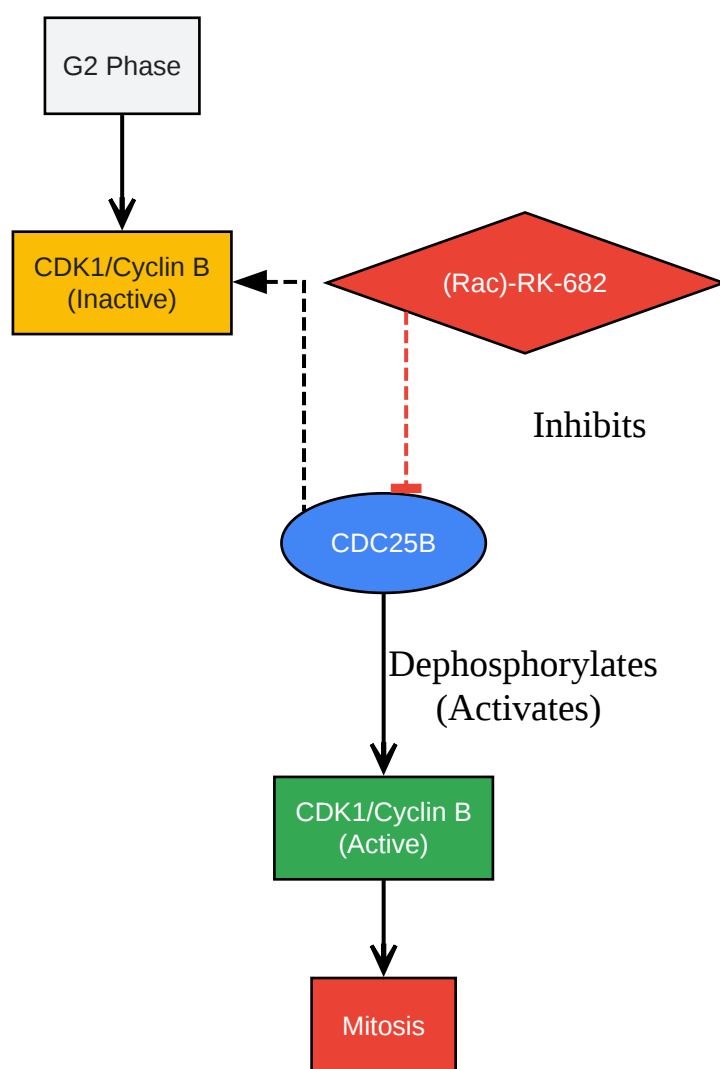 G2 Phase
CDK1/Cyclin B
(Inactive)
(Rac)-RK-682
Inhibits
CDC25B
Dephosphorylates
(Activates)
CDK1/Cyclin B
(Active)
Mitosis